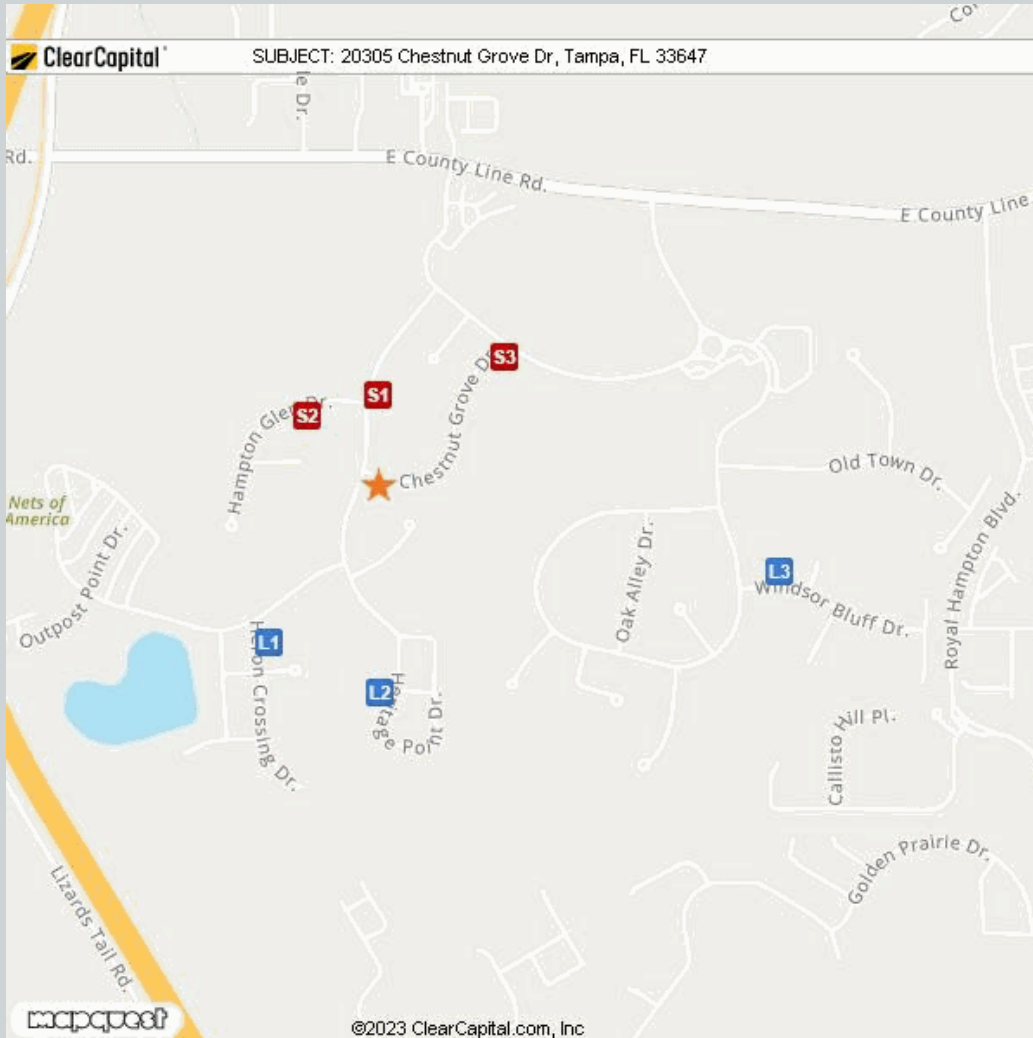 Co
ClearCapital
SUBJECT: 20305 Chestnut Grove Dr, Tampa, FL 33647
le Dr.
Rd.
E County Line Rd.
E County Line
S3
S1
S2
Hampton Glen Dr.
Chestnut Grove Dr.
Old Town Dr.
Nets of
America
Outpost Point Dr.
Oak Alley Dr.
Royal Hampton Blvd.
L3
Windsor Bluff Dr.
L1
Heron Crossing Dr.
L2
Heritage Point Dr.
Callisto Hill Pl.
Golden Prairie Dr.
Lizards Tail Rd.
mapquest
©2023 ClearCapital.com, Inc